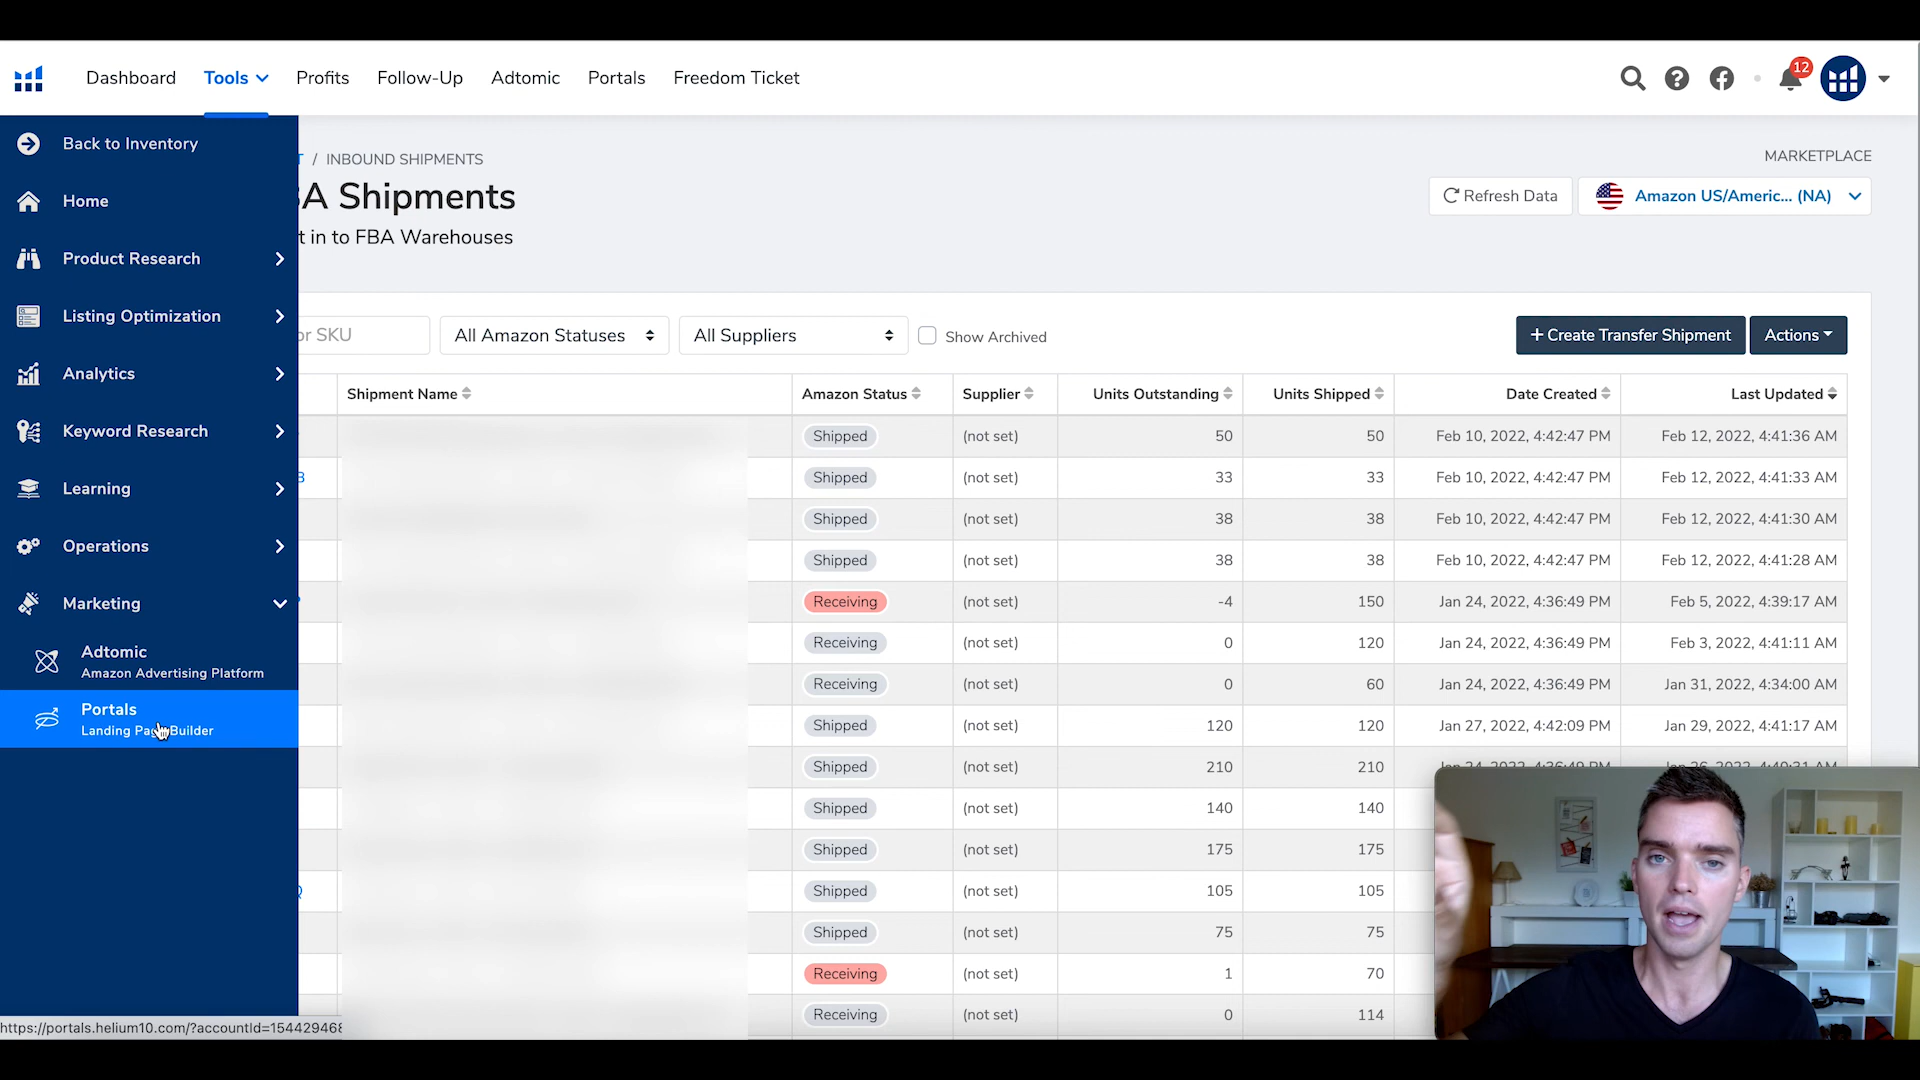 Dashboard Tools Profits Follow-Up Adtomic Portals Freedom Ticket 12
Back to Inventory
Home
Product Research
Listing Optimization
Analytics
Keyword Research
Learning
Operations
Marketing
Adtomic
Amazon Advertising Platform
Portals
Landing Page Builder
https://portals.helium10.com/?accountId=154429468
/ INBOUND SHIPMENTS
BA Shipments
t in to FBA Warehouses
MARKETPLACE
Refresh Data Amazon US/Americ... (NA)
or SKU All Amazon Statuses All Suppliers Show Archived + Create Transfer Shipment Actions
Shipment Name Amazon Status Supplier Units Outstanding Units Shipped Date Created Last Updated
Shipped (not set) 50 50 Feb 10, 2022, 4:42:47 PM Feb 12, 2022, 4:41:36 AM
B Shipped (not set) 33 33 Feb 10, 2022, 4:42:47 PM Feb 12, 2022, 4:41:33 AM
Shipped (not set) 38 38 Feb 10, 2022, 4:42:47 PM Feb 12, 2022, 4:41:30 AM
Shipped (not set) 38 38 Feb 10, 2022, 4:42:47 PM Feb 12, 2022, 4:41:28 AM
Receiving (not set) -4 150 Jan 24, 2022, 4:36:49 PM Feb 5, 2022, 4:39:17 AM
Receiving (not set) 0 120 Jan 24, 2022, 4:36:49 PM Feb 3, 2022, 4:41:11 AM
Receiving (not set) 0 60 Jan 24, 2022, 4:36:49 PM Jan 31, 2022, 4:34:00 AM
Shipped (not set) 120 120 Jan 27, 2022, 4:42:09 PM Jan 29, 2022, 4:41:17 AM
Shipped (not set) 210 210 Jan 24, 2022, 4:36:49 PM Jan 26, 2022, 4:40:31 AM
Shipped (not set) 140 140
Shipped (not set) 175 175
Shipped (not set) 105 105
Shipped (not set) 75 75
Receiving (not set) 1 70
Receiving (not set) 0 114